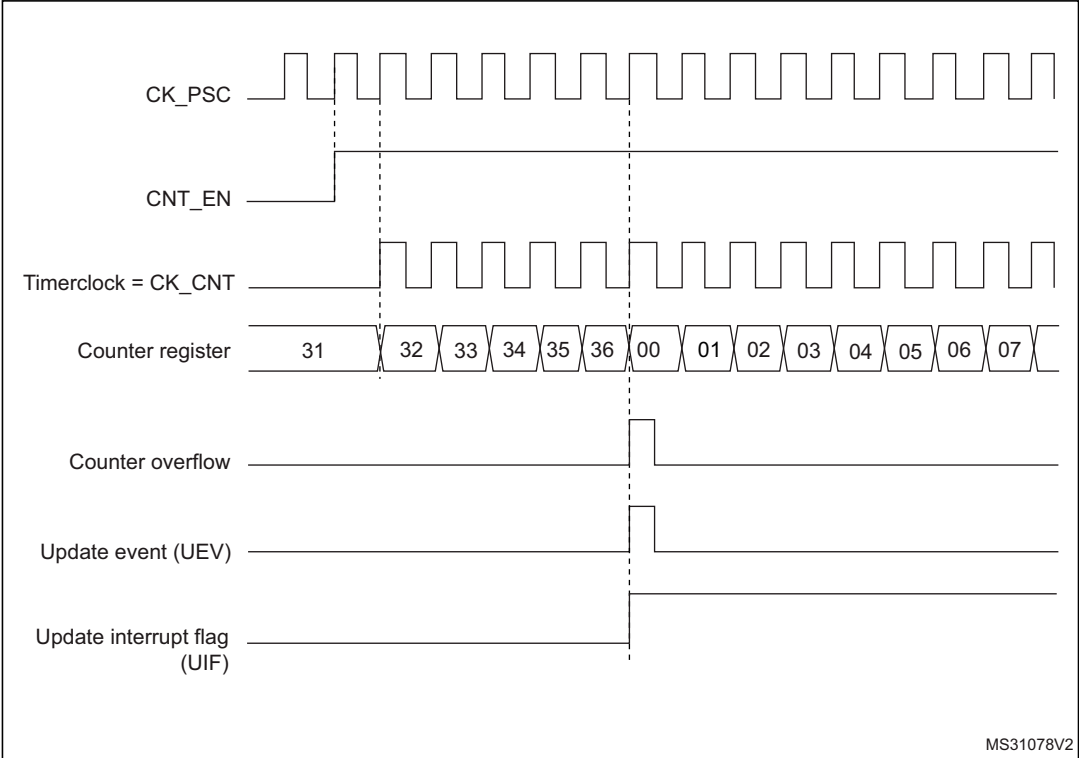 CK_PSC
CNT_EN
Timerclock = CK_CNT
Counter register 31 32 33 34 35 36 00 01 02 03 04 05 06 07
Counter overflow
Update event (UEV)
Update interrupt flag
(UIF)
MS31078V2